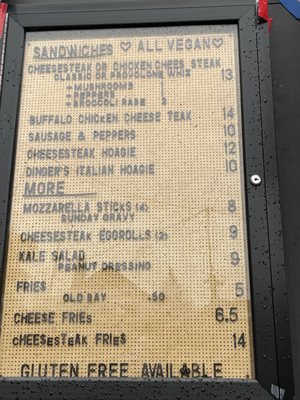 SANDWICHES ♡ ALL VEGAN ♡
CHEESESTEAK OR CHICKEN CHEES STEAK 13
CLASSIC OR PROVOLONE WHIZ
+MUSHROOMS
+PEPPERS
+BROCCOLI RABE 2
BUFFALO CHICKEN CHEESE TEAK 14
SAUSAGE & PEPPERS 10
CHEESESTEAK HOAGIE 12
DINGER'S ITALIAN HOAGIE 10
MORE
MOZZARELLA STICKS (4) 8
SUNDAY GRAVY
CHEESESTEAK EGGROLLS (2) 9
KALE SALAD 9
PEANUT DRESSING
FRIES 5
OLD BAY .50
CHEESE FRIES 6.5
CHEESESTEAK FRIES 14
GLUTEN FREE AVAILABLE